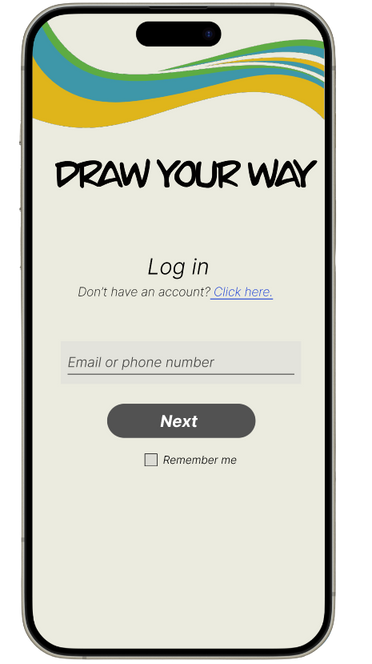 DRAW YOUR WAY
Log in
Don't have an account? Click here.
Email or phone number
Next
Remember me